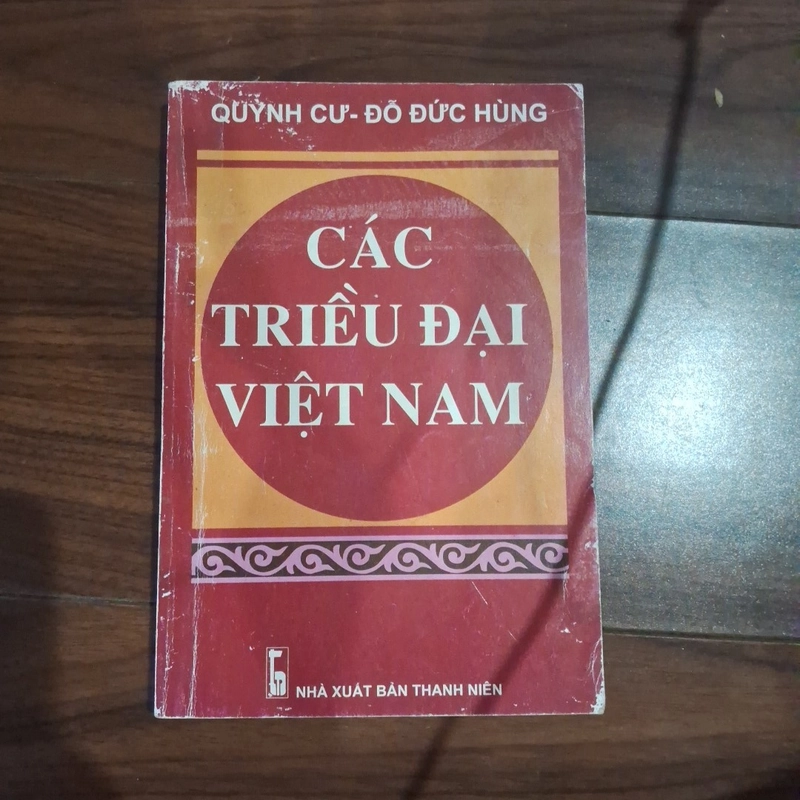 QUỲNH CƯ- ĐỖ ĐỨC HÙNG
CÁC
TRIỀU ĐẠI
VIỆT NAM
NHÀ XUẤT BẢN THANH NIÊN